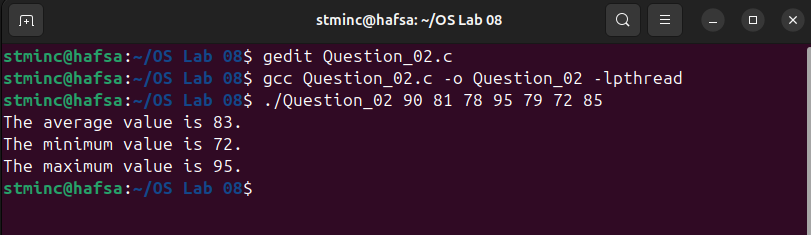 stminc@hafsa: ~/OS Lab 08
stminc@hafsa:~/OS Lab 08$ gedit Question_02.c
stminc@hafsa:~/OS Lab 08$ gcc Question_02.c -o Question_02 -lpthread
stminc@hafsa:~/OS Lab 08$ ./Question_02 90 81 78 95 79 72 85
The average value is 83.
The minimum value is 72.
The maximum value is 95.
stminc@hafsa:~/OS Lab 08$